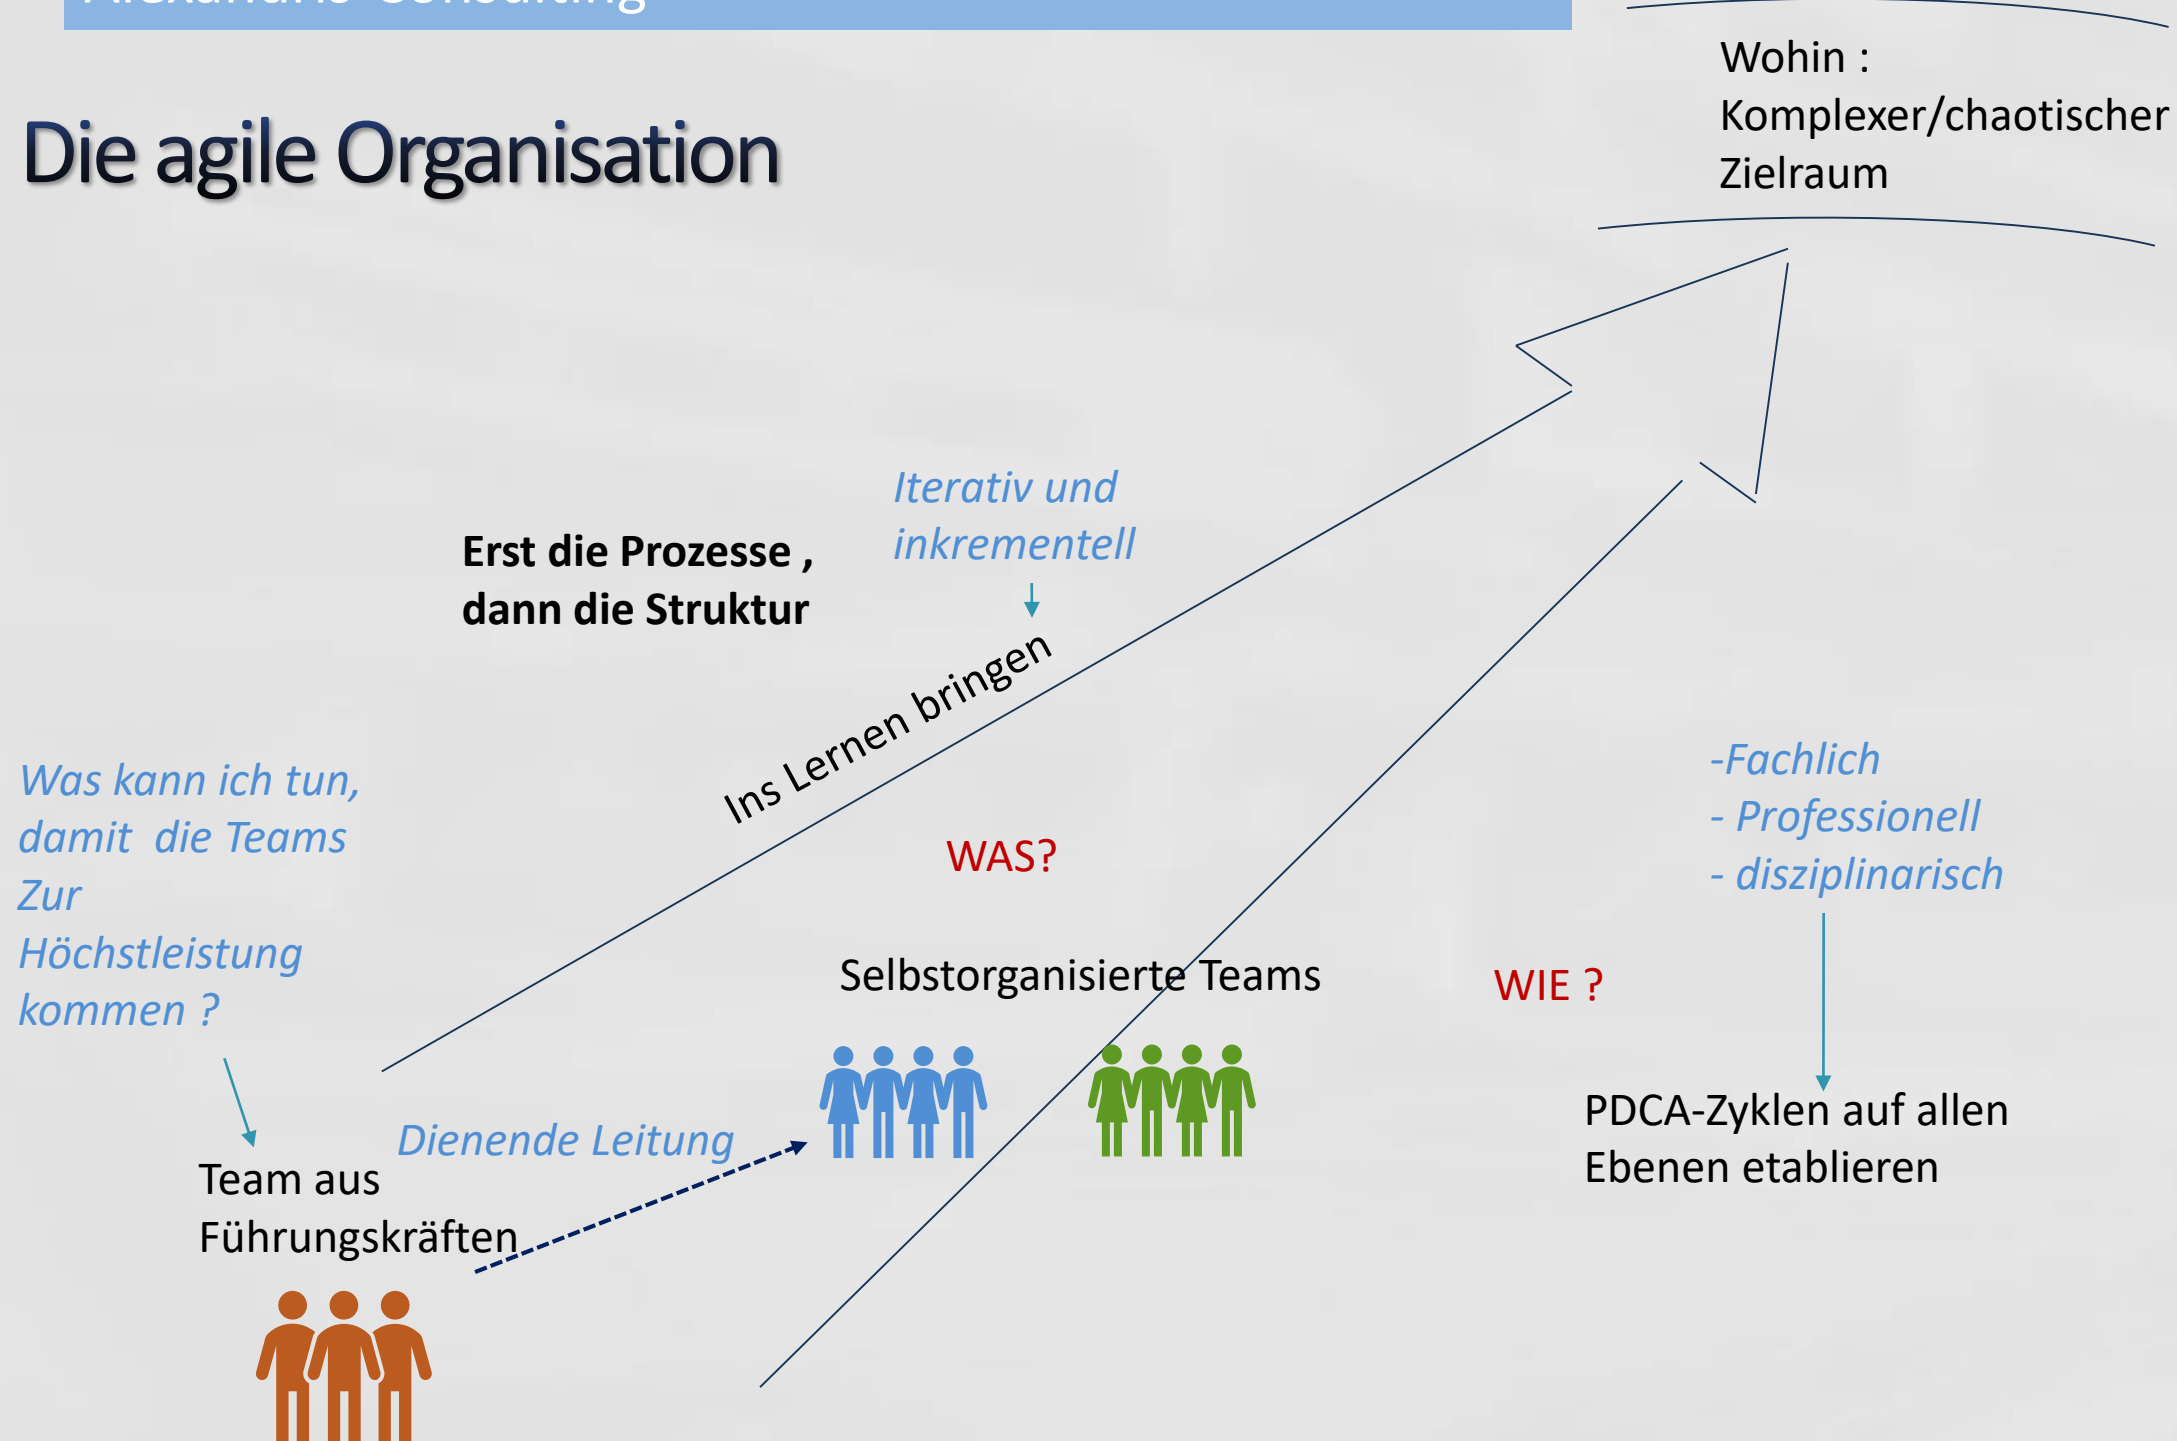 Die agile Organisation
Wohin :
Komplexer/chaotischer
Zielraum
Iterativ und
inkrementell
Erst die Prozesse ,
dann die Struktur
Ins Lernen bringen
Was kann ich tun,
damit  die Teams
Zur
Höchstleistung
kommen ?
WAS?
-Fachlich
- Professionell
- disziplinarisch
Selbstorganisierte Teams
WIE ?
Dienende Leitung
Team aus
Führungskräften
PDCA-Zyklen auf allen
Ebenen etablieren